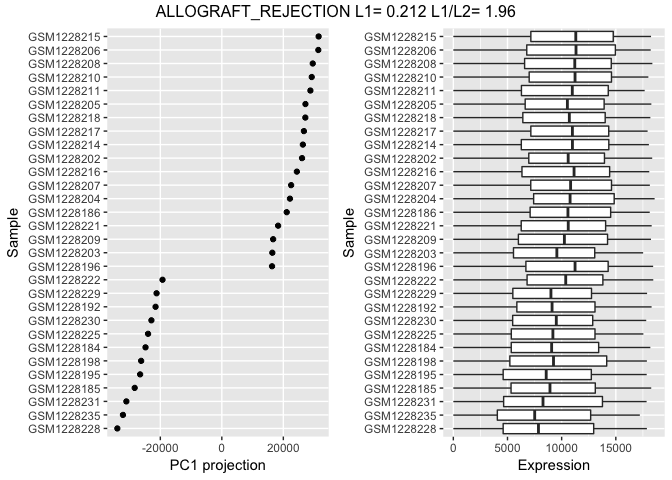 ALLOGRAFT_REJECTION L1= 0.212 L1/L2= 1.96
Sample
GSM1228215
GSM1228206
GSM1228208
GSM1228210
GSM1228211
GSM1228205
GSM1228218
GSM1228217
GSM1228214
GSM1228202
GSM1228216
GSM1228207
GSM1228204
GSM1228186
GSM1228221
GSM1228209
GSM1228203
GSM1228196
GSM1228222
GSM1228229
GSM1228192
GSM1228230
GSM1228225
GSM1228184
GSM1228198
GSM1228195
GSM1228185
GSM1228231
GSM1228235
GSM1228228
-20000 0 20000
PC1 projection
Sample
GSM1228215
GSM1228206
GSM1228208
GSM1228210
GSM1228211
GSM1228205
GSM1228218
GSM1228217
GSM1228214
GSM1228202
GSM1228216
GSM1228207
GSM1228204
GSM1228186
GSM1228221
GSM1228209
GSM1228203
GSM1228196
GSM1228222
GSM1228229
GSM1228192
GSM1228230
GSM1228225
GSM1228184
GSM1228198
GSM1228195
GSM1228185
GSM1228231
GSM1228235
GSM1228228
0 5000 10000 15000
Expression